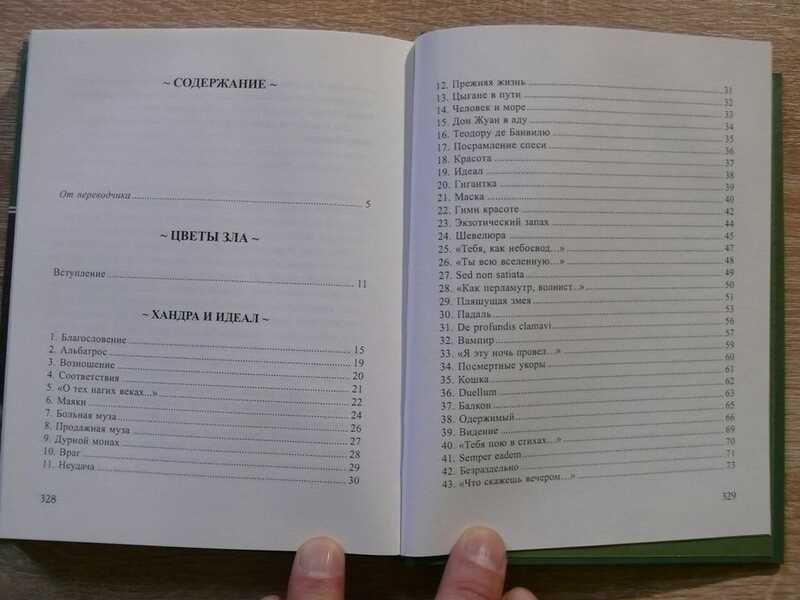 ~ СОДЕРЖАНИЕ ~
От переводчика ........ 5
~ ЦВЕТЫ ЗЛА ~
Вступление ........ 11
~ ХАНДРА И ИДЕАЛ ~
1. Благословение ........ 15
2. Альбатрос ........ 19
3. Возношение ........ 20
4. Соответствия ........ 21
5. «О тех нагих веках...» ........ 22
6. Маяки ........ 24
7. Больная муза ........ 26
8. Продажная муза ........ 27
9. Дурной монах ........ 28
10. Враг ........ 29
11. Неудача ........ 30
328
12. Прежняя жизнь ........ 31
13. Цыгане в пути ........ 32
14. Человек и море ........ 33
15. Дон Жуан в аду ........ 34
16. Теодору де Банвилю ........ 35
17. Посрамление спеси ........ 36
18. Красота ........ 37
19. Идеал ........ 38
20. Гигантка ........ 39
21. Маска ........ 40
22. Гимн красоте ........ 42
23. Экзотический запах ........ 44
24. Шевелюра ........ 45
25. «Тебя, как небосвод...» ........ 47
26. «Ты всю вселенную...» ........ 48
27. Sed non satiata ........ 49
28. «Как перламутр, волнист...» ........ 50
29. Пляшущая змея ........ 51
30. Падаль ........ 53
31. De profundis clamavi ........ 56
32. Вампир ........ 57
33. «Я эту ночь провел...» ........ 59
34. Посмертные укоры ........ 60
35. Кошка ........ 61
36. Duellum ........ 62
37. Балкон ........ 63
38. Одержимый ........ 65
39. Видение ........ 66
40. «Тебя пою в стихах...» ........ 69
41. Semper eadem ........ 70
42. Безраздельно ........ 71
43. «Что скажешь вечером...» ........ 73
329